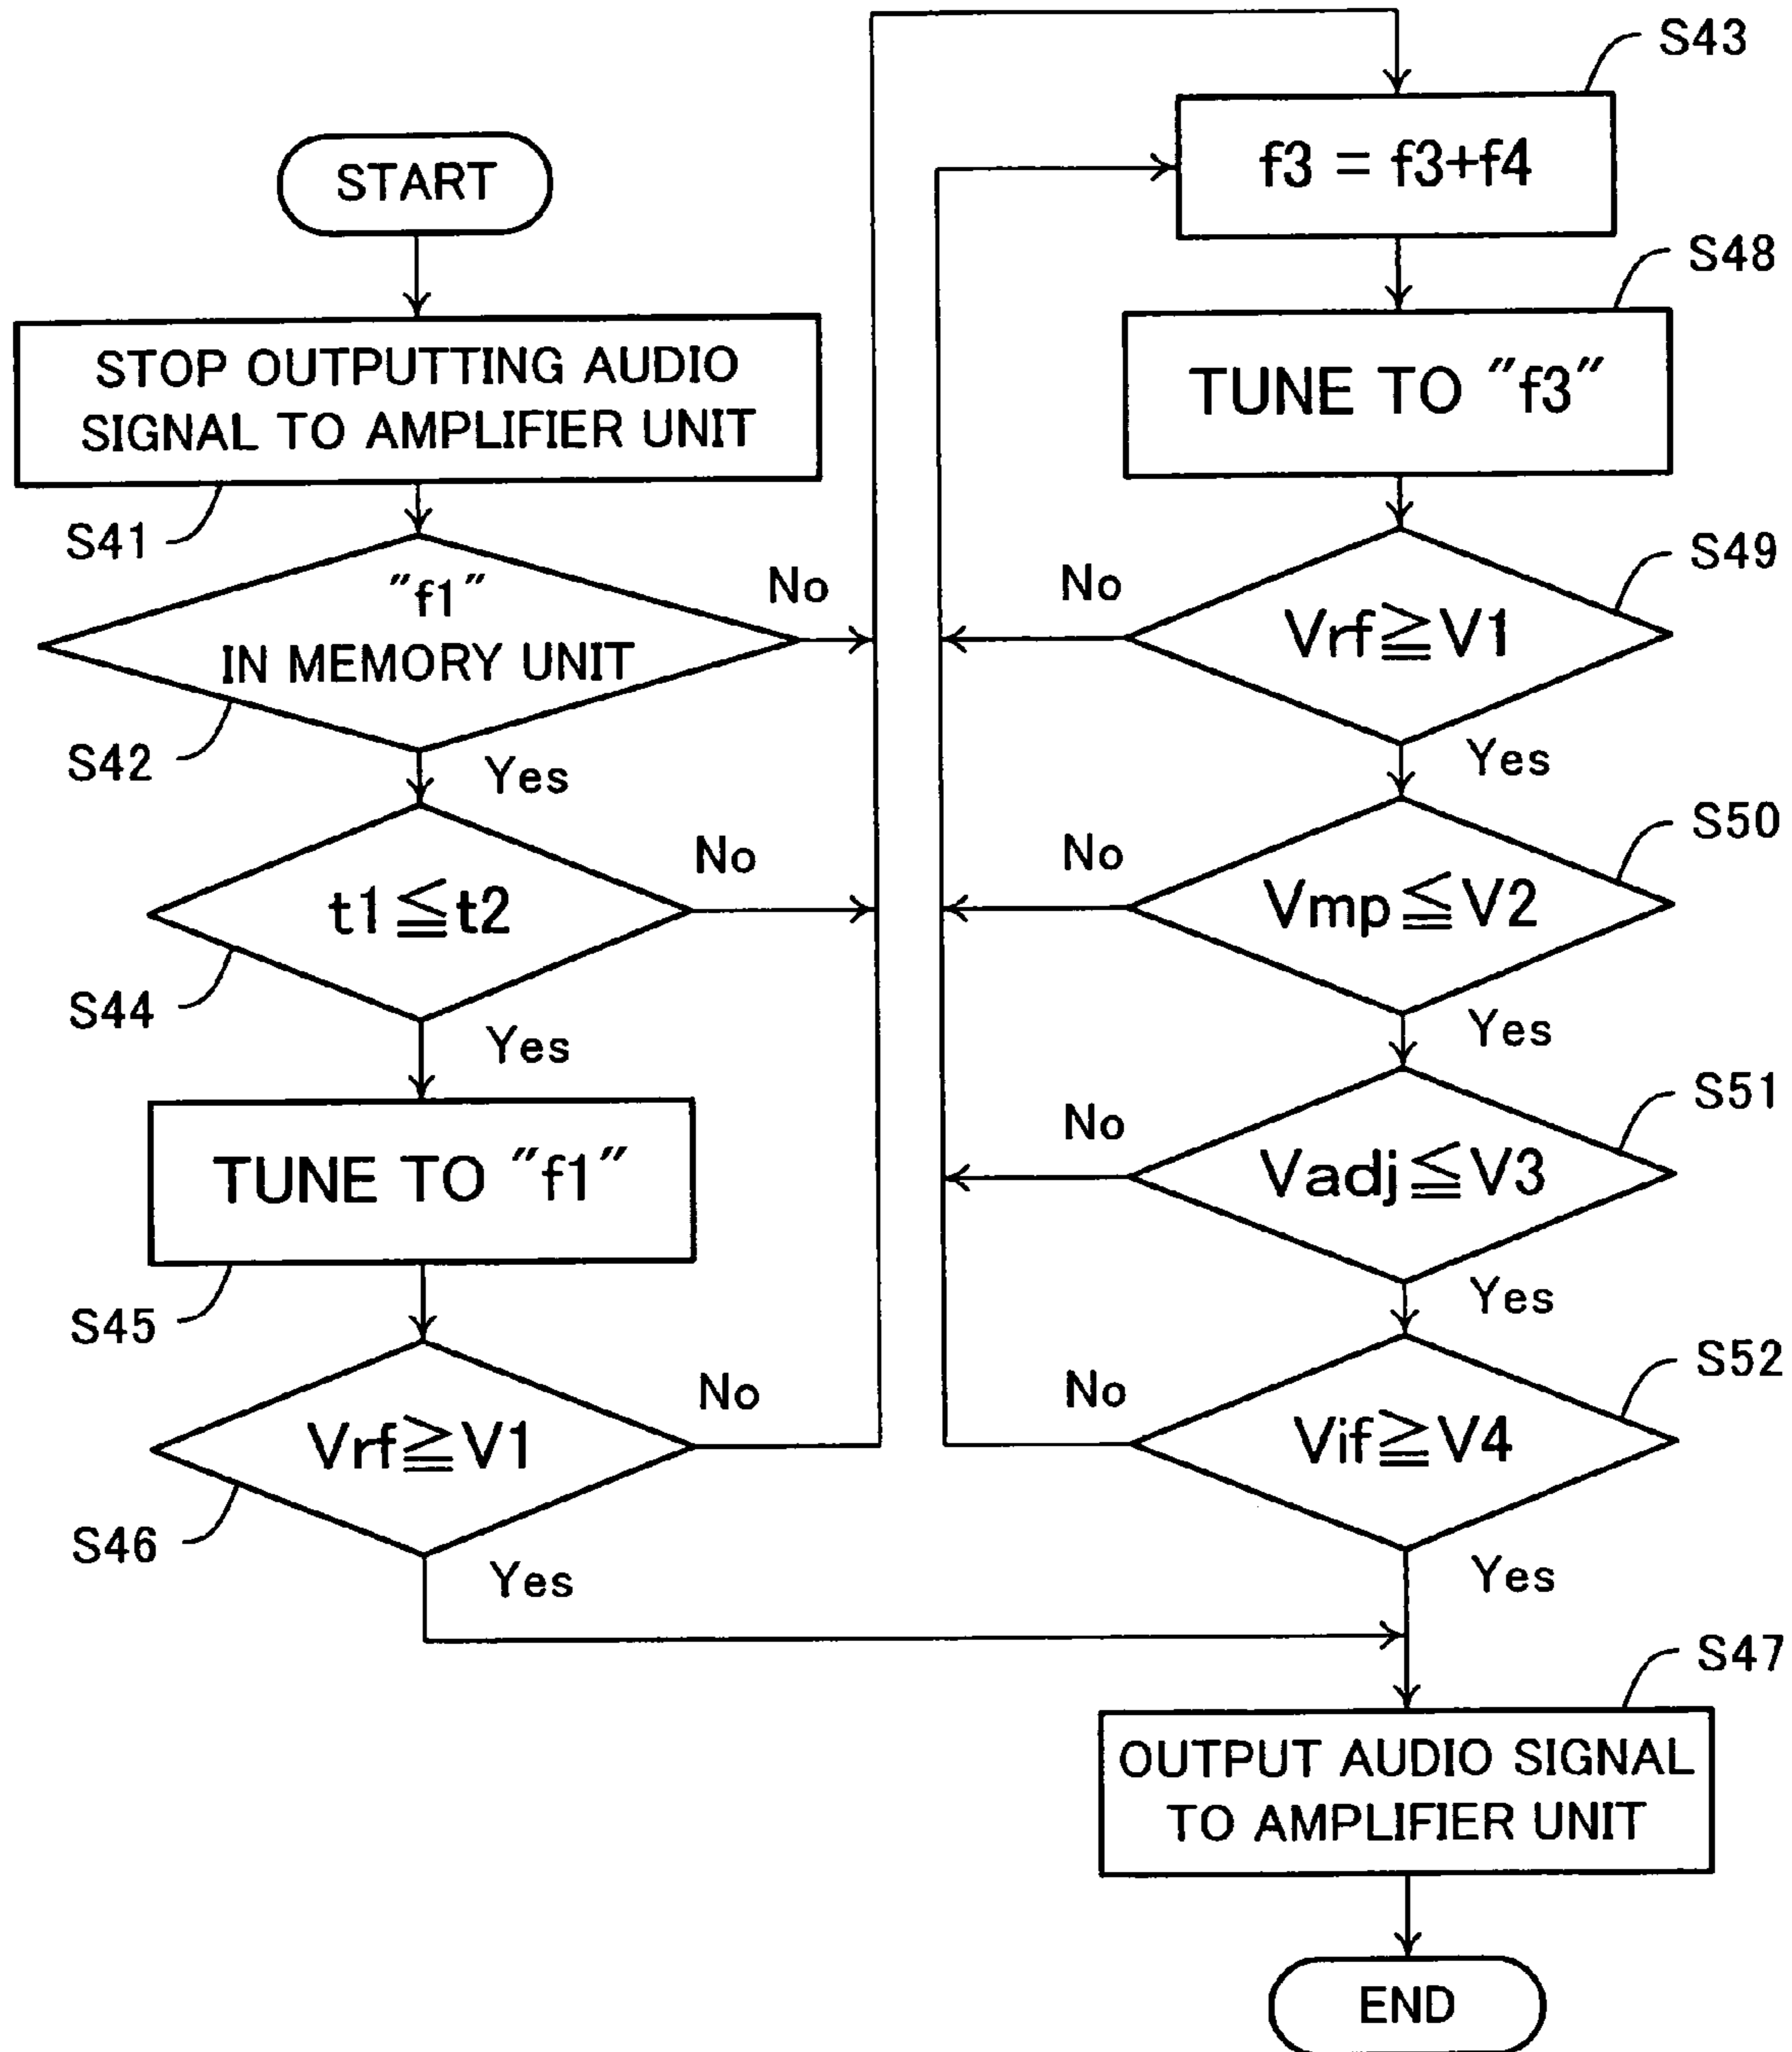 START
STOP OUTPUTTING AUDIO
SIGNAL TO AMPLIFIER UNIT
S41
"f1"
IN MEMORY UNIT
No
S42
Yes
t1≦t2
No
S44
Yes
TUNE TO "f1"
S45
Vrf≧V1
No
S46
Yes
S43
f3 = f3+f4
S48
TUNE TO "f3"
S49
No
Vrf≧V1
Yes
S50
No
Vmp≦V2
Yes
S51
No
Vadj≦V3
Yes
S52
No
Vif≧V4
Yes
S47
OUTPUT AUDIO SIGNAL
TO AMPLIFIER UNIT
END